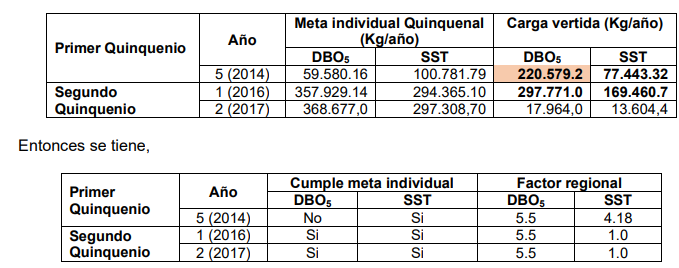 Primer Quinquenio Año Meta individual Quinquenal (Kg/año) Carga vertida (Kg/año)
DBO₅ SST DBO₅ SST
5 (2014) 59.580.16 100.781.79 220.579.2 77.443.32
Segundo Quinquenio 1 (2016) 357.929.14 294.365.10 297.771.0 169.460.7
2 (2017) 368.677,0 297.308,70 17.964,0 13.604,4
Entonces se tiene,
Primer Quinquenio Año Cumple meta individual Factor regional
DBO₅ SST DBO₅ SST
5 (2014) No Si 5.5 4.18
Segundo Quinquenio 1 (2016) Si Si 5.5 1.0
2 (2017) Si Si 5.5 1.0